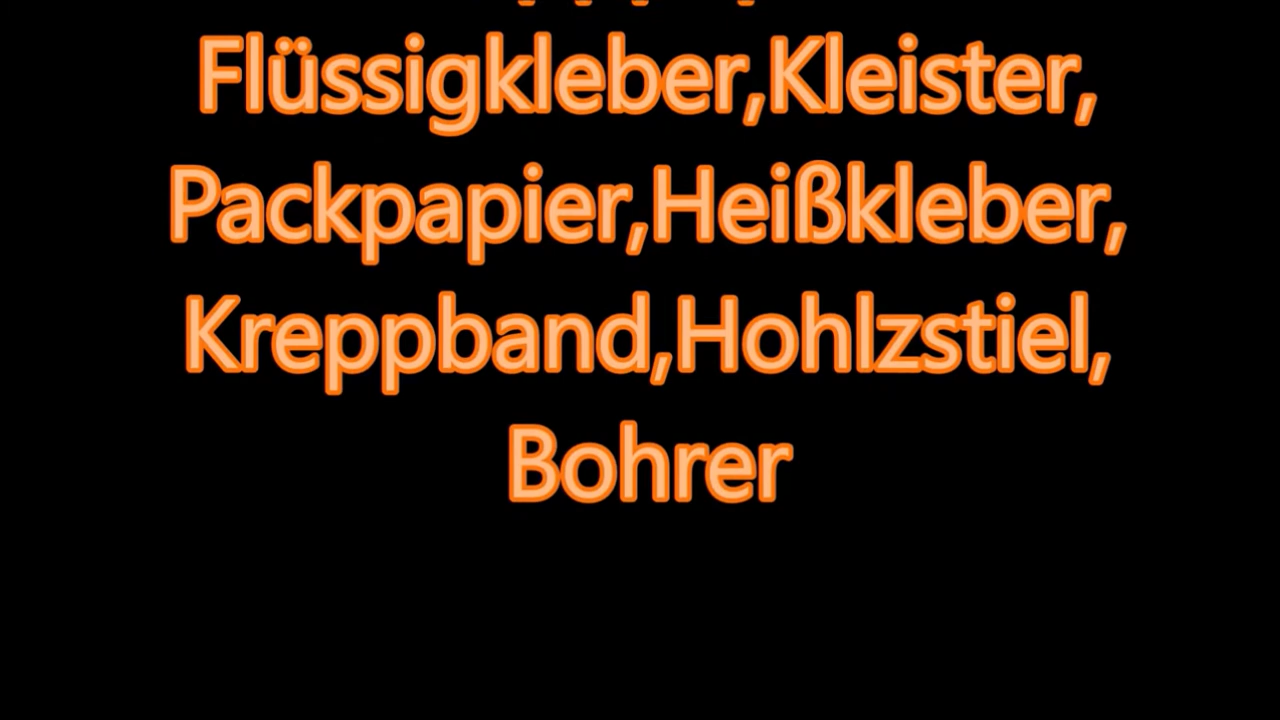 Flüssigkleber,Kleister,
Packpapier,Heißkleber,
Kreppband,Hohlzstiel,
Bohrer